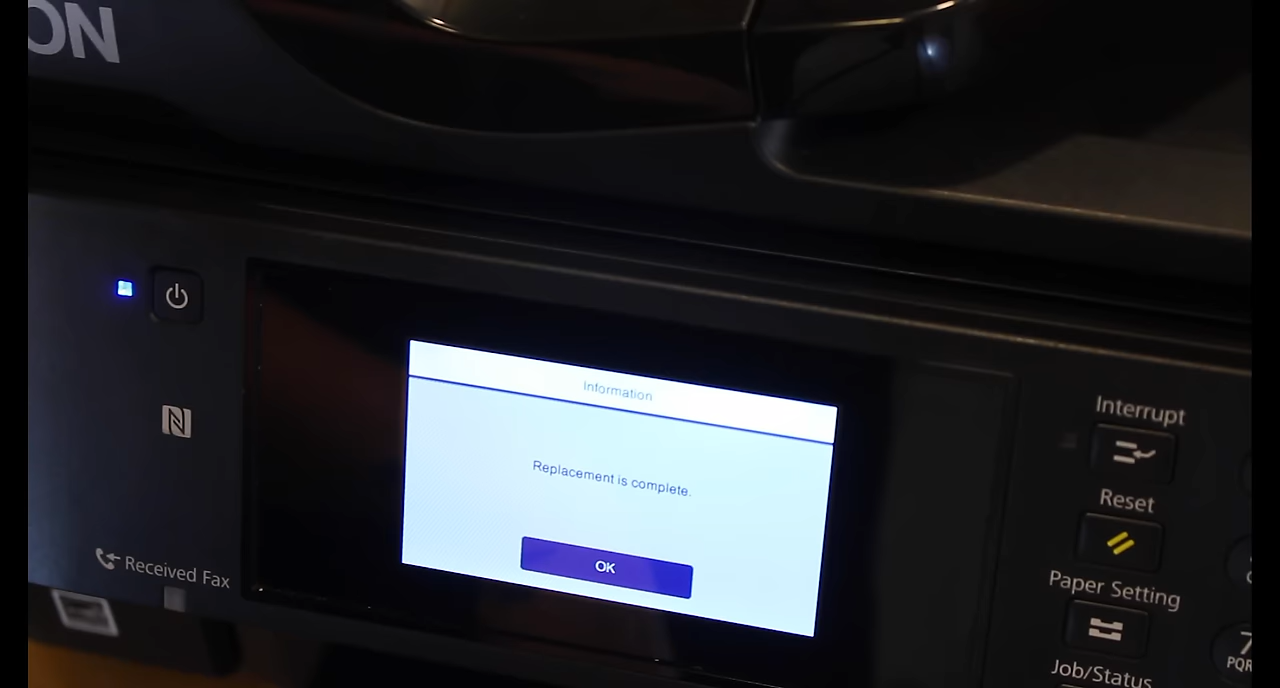 ON
Information
Replacement is complete.
OK
Received Fax
Interrupt
Reset
Paper Setting
Job/Status
7
PQR